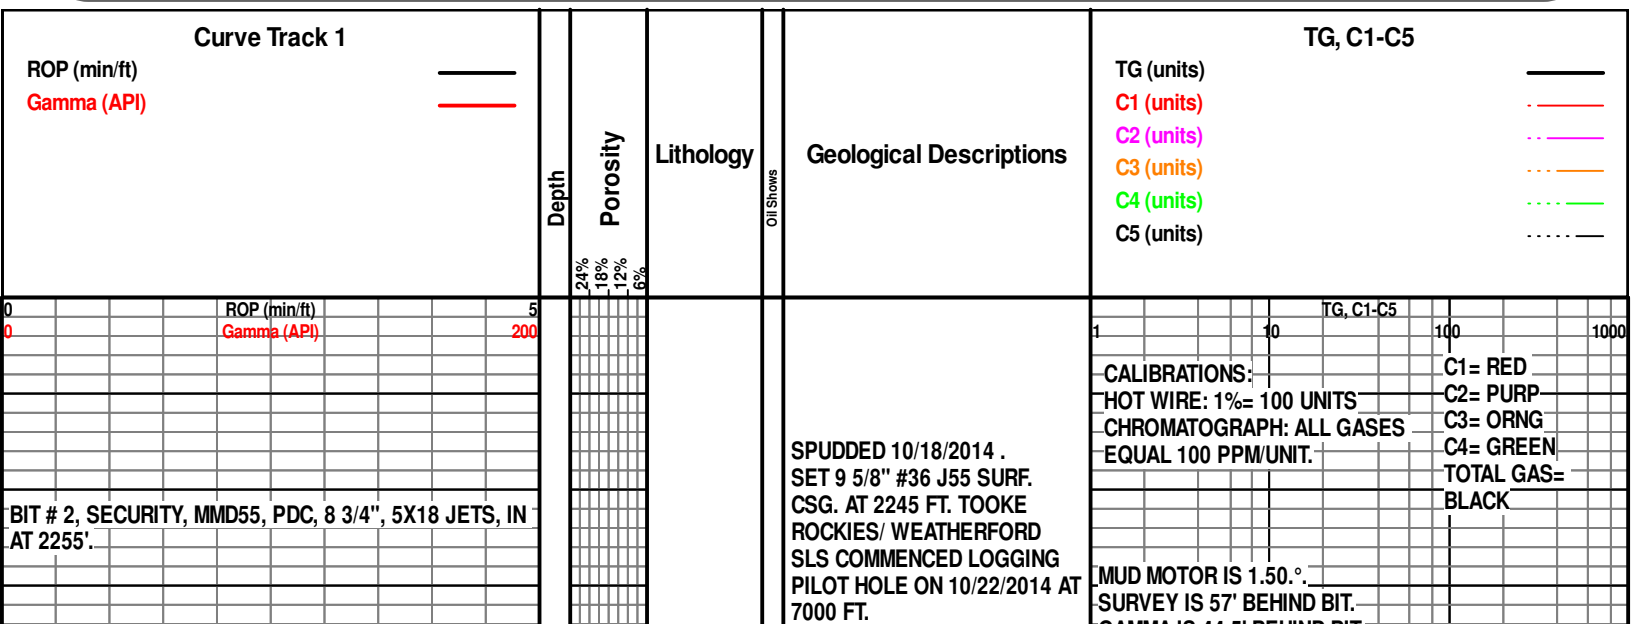 Curve Track 1
ROP (min/ft)
Gamma (API)
Depth
Porosity
24%
18%
12%
6%
Lithology
Oil Shows
Geological Descriptions
TG, C1-C5
TG (units)
C1 (units)
C2 (units)
C3 (units)
C4 (units)
C5 (units)
0 ROP (min/ft) 5
0 Gamma (API) 200
BIT # 2, SECURITY, MMD55, PDC, 8 3/4", 5X18 JETS, IN
AT 2255'.
SPUDDED 10/18/2014 .
SET 9 5/8" #36 J55 SURF.
CSG. AT 2245 FT. TOOKE
ROCKIES/ WEATHERFORD
SLS COMMENCED LOGGING
PILOT HOLE ON 10/22/2014 AT
7000 FT.
TG, C1-C5
1 10 100 1000
CALIBRATIONS:
HOT WIRE: 1%= 100 UNITS
CHROMATOGRAPH: ALL GASES
EQUAL 100 PPM/UNIT.
C1= RED
C2= PURP
C3= ORNG
C4= GREEN
TOTAL GAS=
BLACK
MUD MOTOR IS 1.50.°.
SURVEY IS 57' BEHIND BIT.